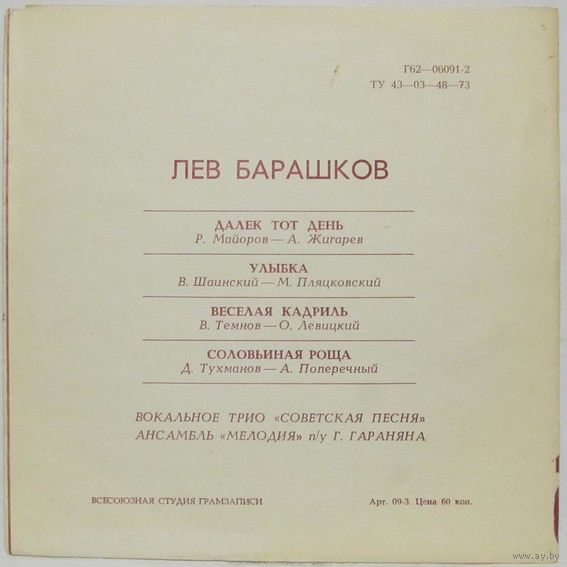 Г62—06091-2
ТУ 43—03—48—73
ЛЕВ БАРАШКОВ
ДАЛЕК ТОТ ДЕНЬ
Р. Майоров — А. Жигарев
УЛЫБКА
В. Шаинский — М. Пляцковский
ВЕСЕЛАЯ КАДРИЛЬ
В. Темнов — О. Левицкий
СОЛОВЬИНАЯ РОЩА
Д. Тухманов — А. Поперечный
ВОКАЛЬНОЕ ТРИО «СОВЕТСКАЯ ПЕСНЯ»
АНСАМБЛЬ «МЕЛОДИЯ» п/у Г. ГАРАНЯНА
ВСЕСОЮЗНАЯ СТУДИЯ ГРАМЗАПИСИ
Арт. 09-3. Цена 60 коп.
www.ay.by